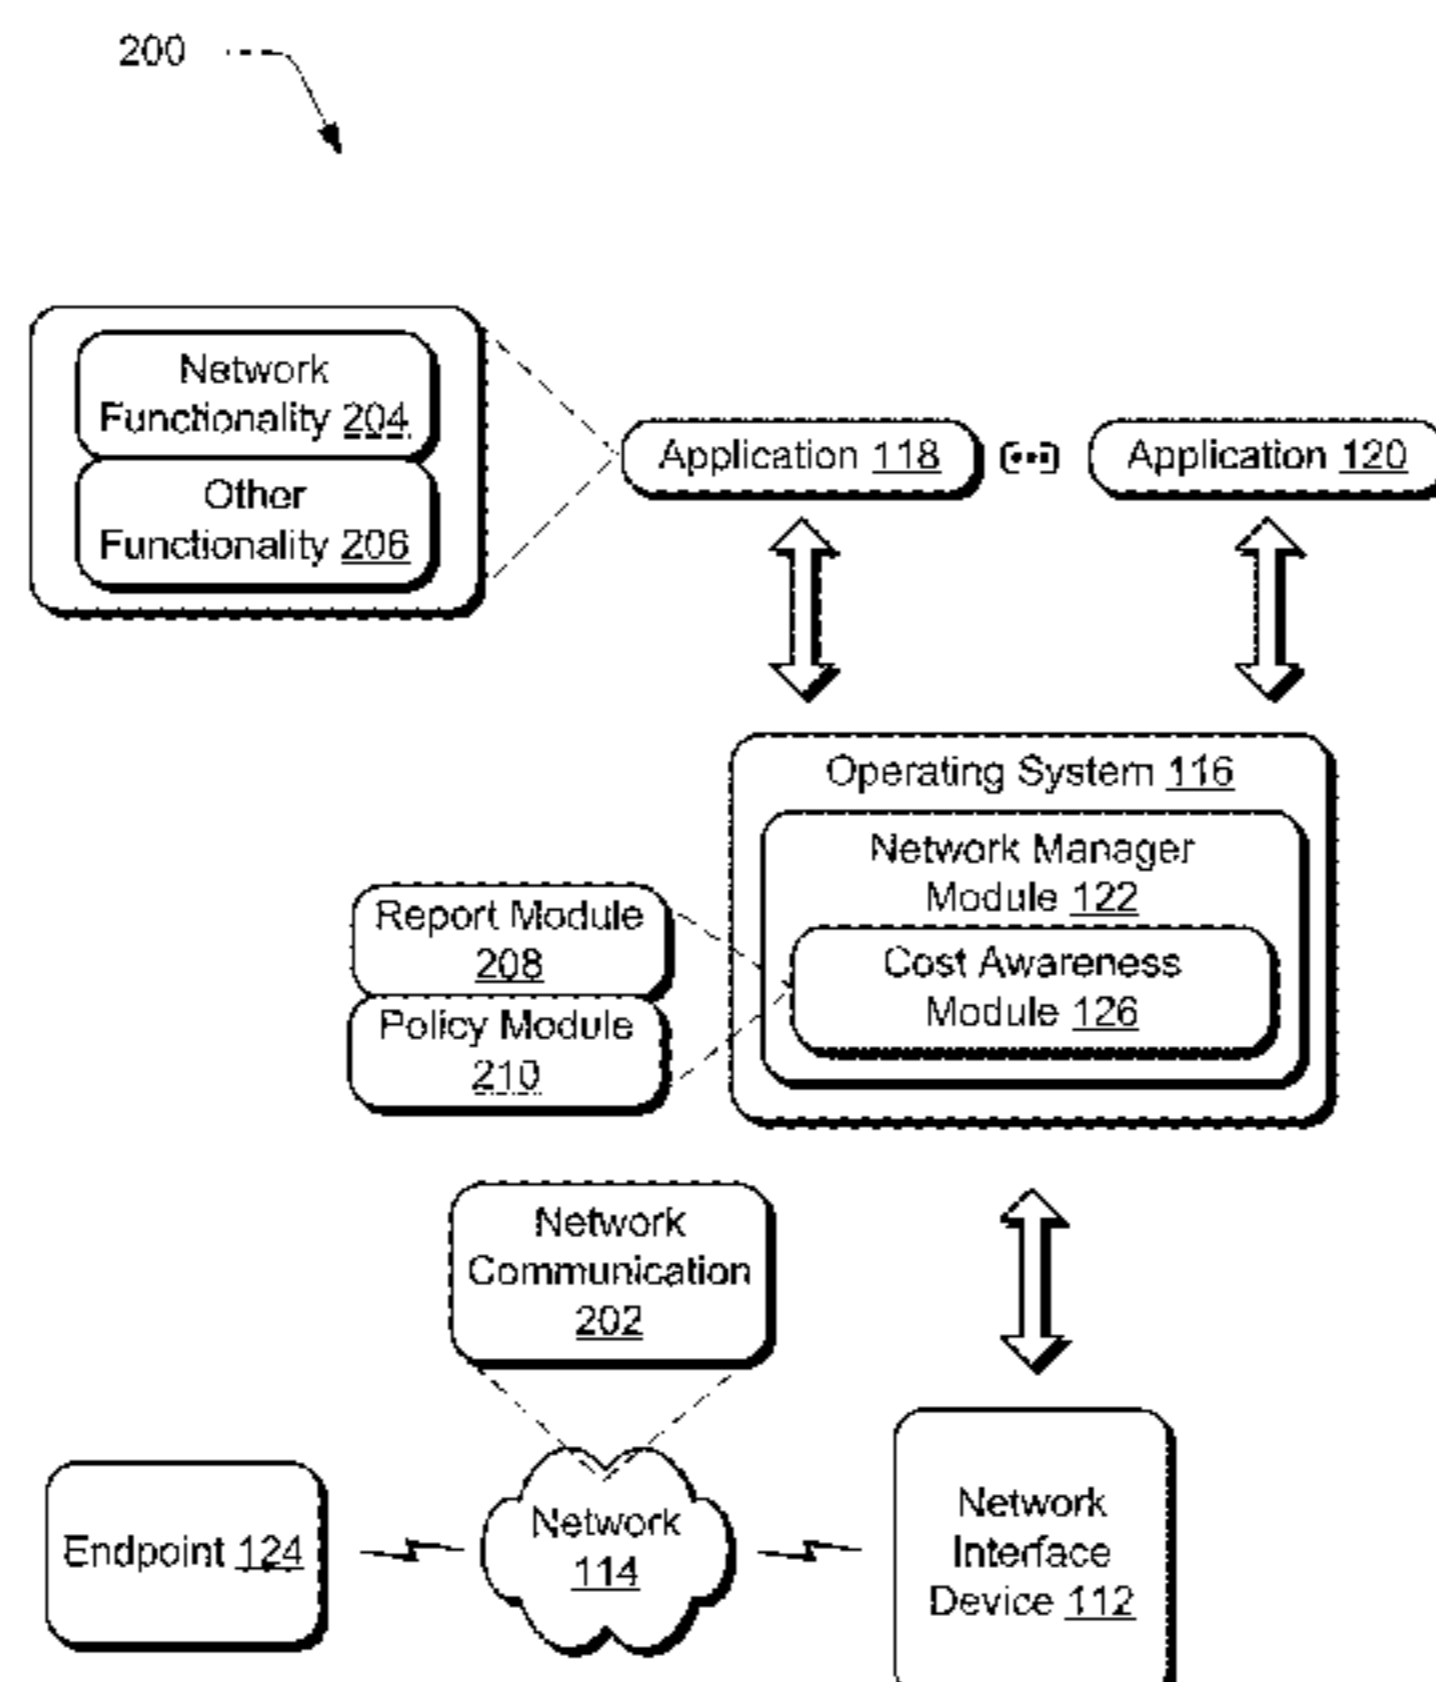 200
Network
Functionality 204
Other
Functionality 206
Application 118
Application 120
Operating System 116
Network Manager
Module 122
Cost Awareness
Module 126
Report Module
208
Policy Module
210
Network
Communication
202
Endpoint 124
Network
114
Network
Interface
Device 112